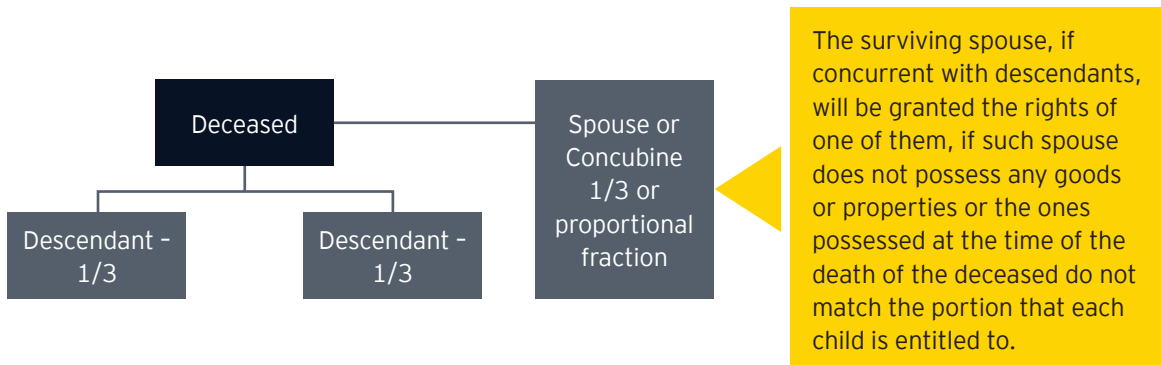 Deceased
Spouse or
Concubine
1/3 or
proportional
fraction
Descendant –
1/3
Descendant –
1/3
The surviving spouse, if
concurrent with descendants,
will be granted the rights of
one of them, if such spouse
does not possess any goods
or properties or the ones
possessed at the time of the
death of the deceased do not
match the portion that each
child is entitled to.